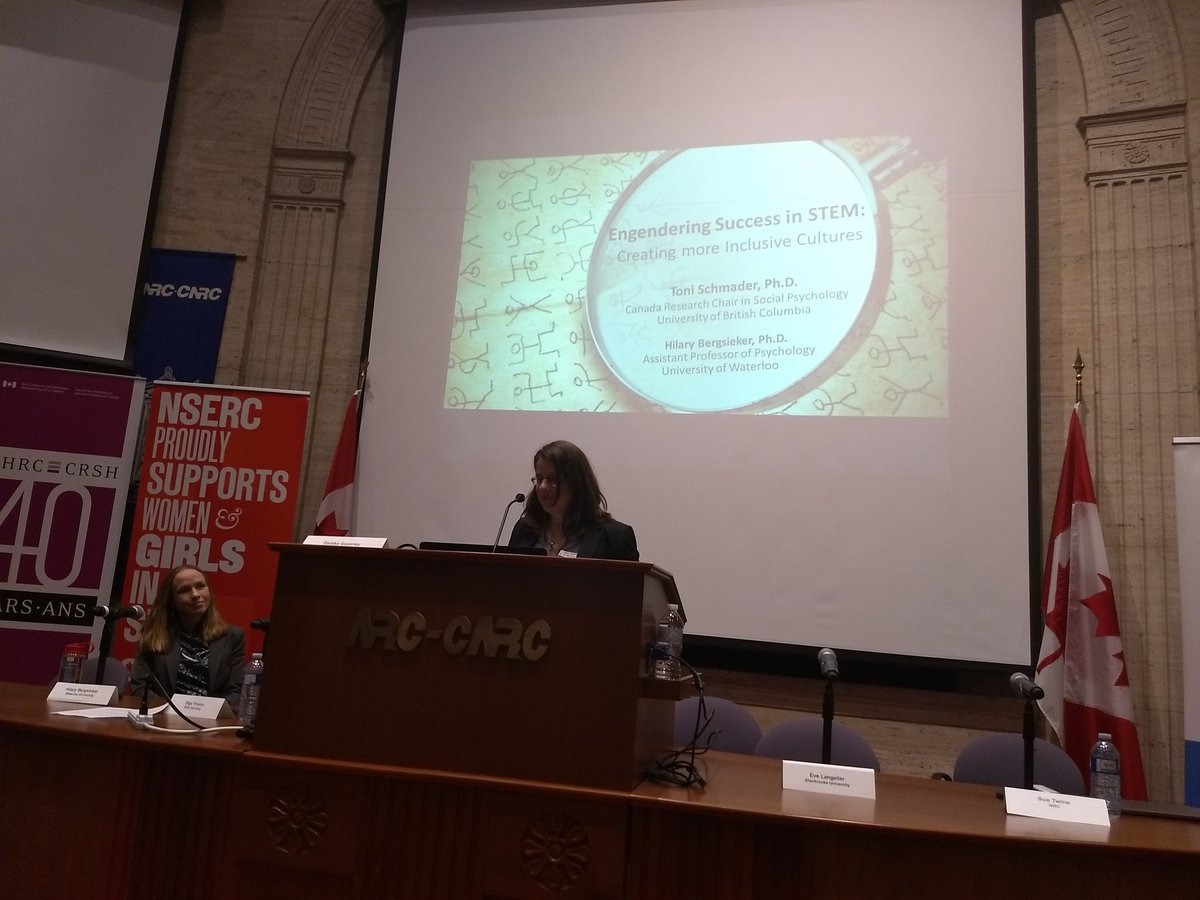 NRC·CNRC
HRC CRSH
40
ARS·ANS
NSERC
PROUDLY
SUPPORTS
WOMEN &
GIRLS
IN
Engendering Success in STEM:
Creating more Inclusive Cultures
Toni Schmader, Ph.D.
Canada Research Chair in Social Psychology
University of British Columbia
Hilary Bergsieker, Ph.D.
Assistant Professor of Psychology
University of Waterloo
NRC-CNRC
Hilary Bergsieker
Waterloo University
Eve Langelier
Sherbrooke University
Sue Twine
NRC